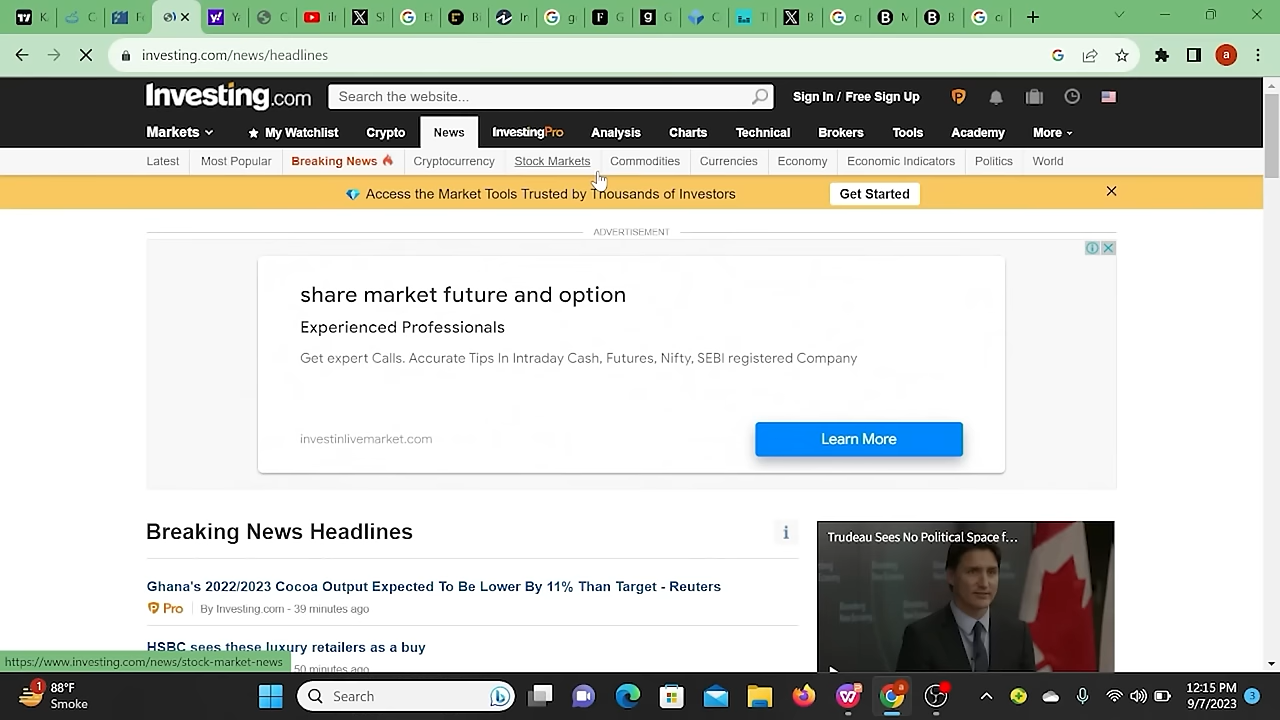 investing.com/news/headlines
Investing.com
Search the website...
Sign In / Free Sign Up
Markets
My Watchlist
Crypto
News
InvestingPro
Analysis
Charts
Technical
Brokers
Tools
Academy
More
Latest
Most Popular
Breaking News
Cryptocurrency
Stock Markets
Commodities
Currencies
Economy
Economic Indicators
Politics
World
Access the Market Tools Trusted by Thousands of Investors
Get Started
ADVERTISEMENT
share market future and option
Experienced Professionals
Get expert Calls. Accurate Tips In Intraday Cash, Futures, Nifty, SEBI registered Company
investinlivemarket.com
Learn More
Breaking News Headlines
Trudeau Sees No Political Space f...
Ghana's 2022/2023 Cocoa Output Expected To Be Lower By 11% Than Target - Reuters
Pro
By Investing.com - 39 minutes ago
HSBC sees these luxury retailers as a buy
50 minutes ago
https://www.investing.com/news/stock-market-news
1
88°F
Smoke
Search
12:15 PM
9/7/2023
3